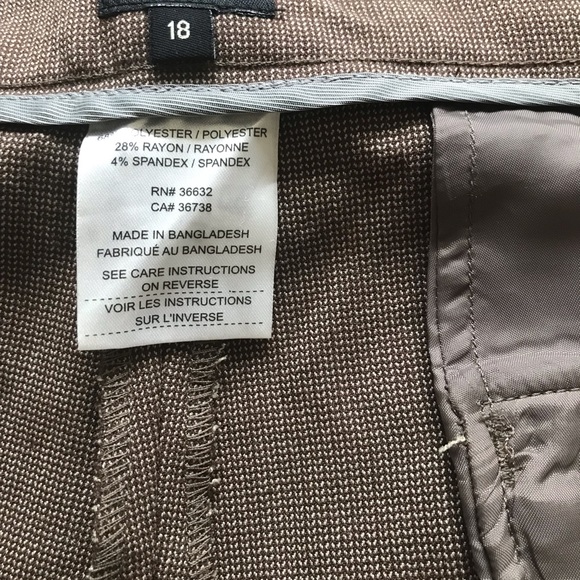 18
POLYESTER / POLYESTER
28% RAYON / RAYONNE
4% SPANDEX / SPANDEX
RN# 36632
CA# 36738
MADE IN BANGLADESH
FABRIQUÉ AU BANGLADESH
SEE CARE INSTRUCTIONS
ON REVERSE
VOIR LES INSTRUCTIONS
SUR L'INVERSE